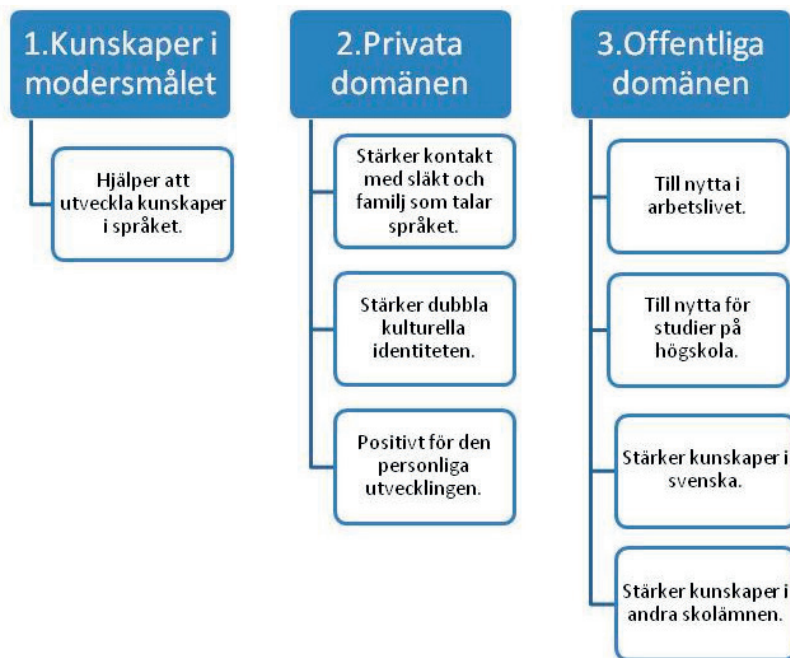 1.Kunskaper i
modersmålet
Hjälper att
utveckla kunskaper
i språket.
2.Privata
domänen
Stärker kontakt
med släkt och
familj som talar
språket.
Stärker dubbla
kulturella
identiteten.
Positivt för den
personliga
utvecklingen.
3.Offentliga
domänen
Till nytta i
arbetslivet.
Till nytta för
studier på
högskola.
Stärker kunskaper i
svenska.
Stärker kunskaper i
andra skolämnen.